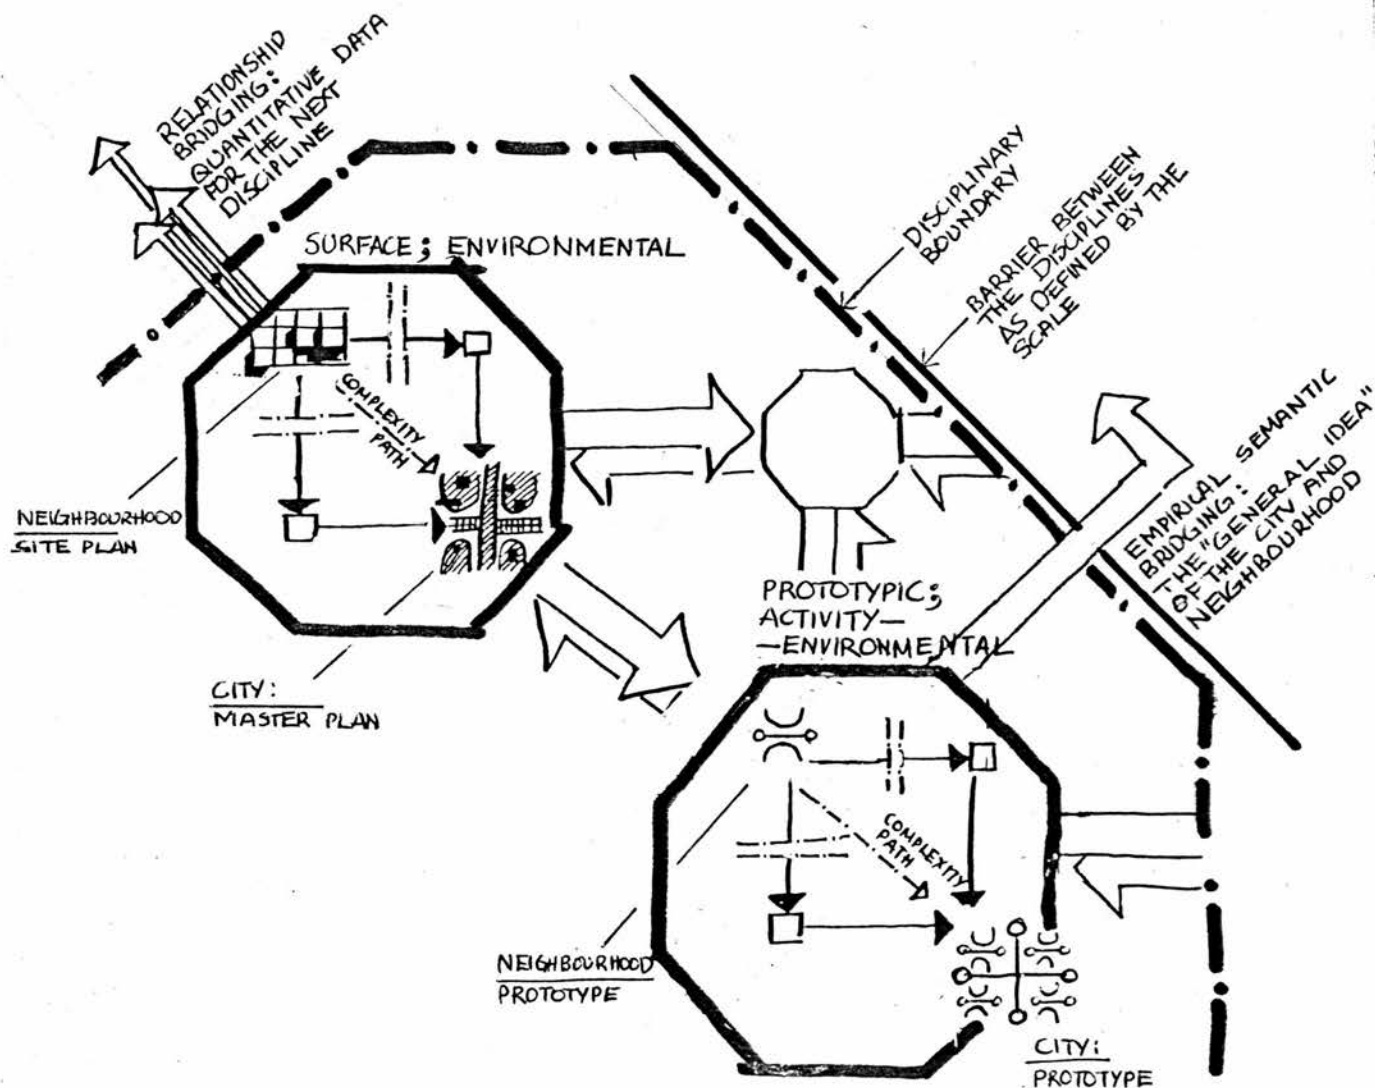 RELATIONSHIP
BRIDGING:
QUANTITATIVE DATA
FOR THE NEXT
DISCIPLINE
SURFACE; ENVIRONMENTAL
DISCIPLINARY
BOUNDARY
BARRIER BETWEEN
THE DISCIPLINES
AS DEFINED BY THE
SCALE
COMPLEXITY
PATH
NEIGHBOURHOOD
SITE PLAN
CITY:
MASTER PLAN
EMPIRICAL SEMANTIC
BRIDGING:
THE "GENERAL IDEA"
OF THE CITY AND
NEIGHBOURHOOD
PROTOTYPIC;
ACTIVITY—
—ENVIRONMENTAL
COMPLEXITY
PATH
NEIGHBOURHOOD
PROTOTYPE
CITY:
PROTOTYPE